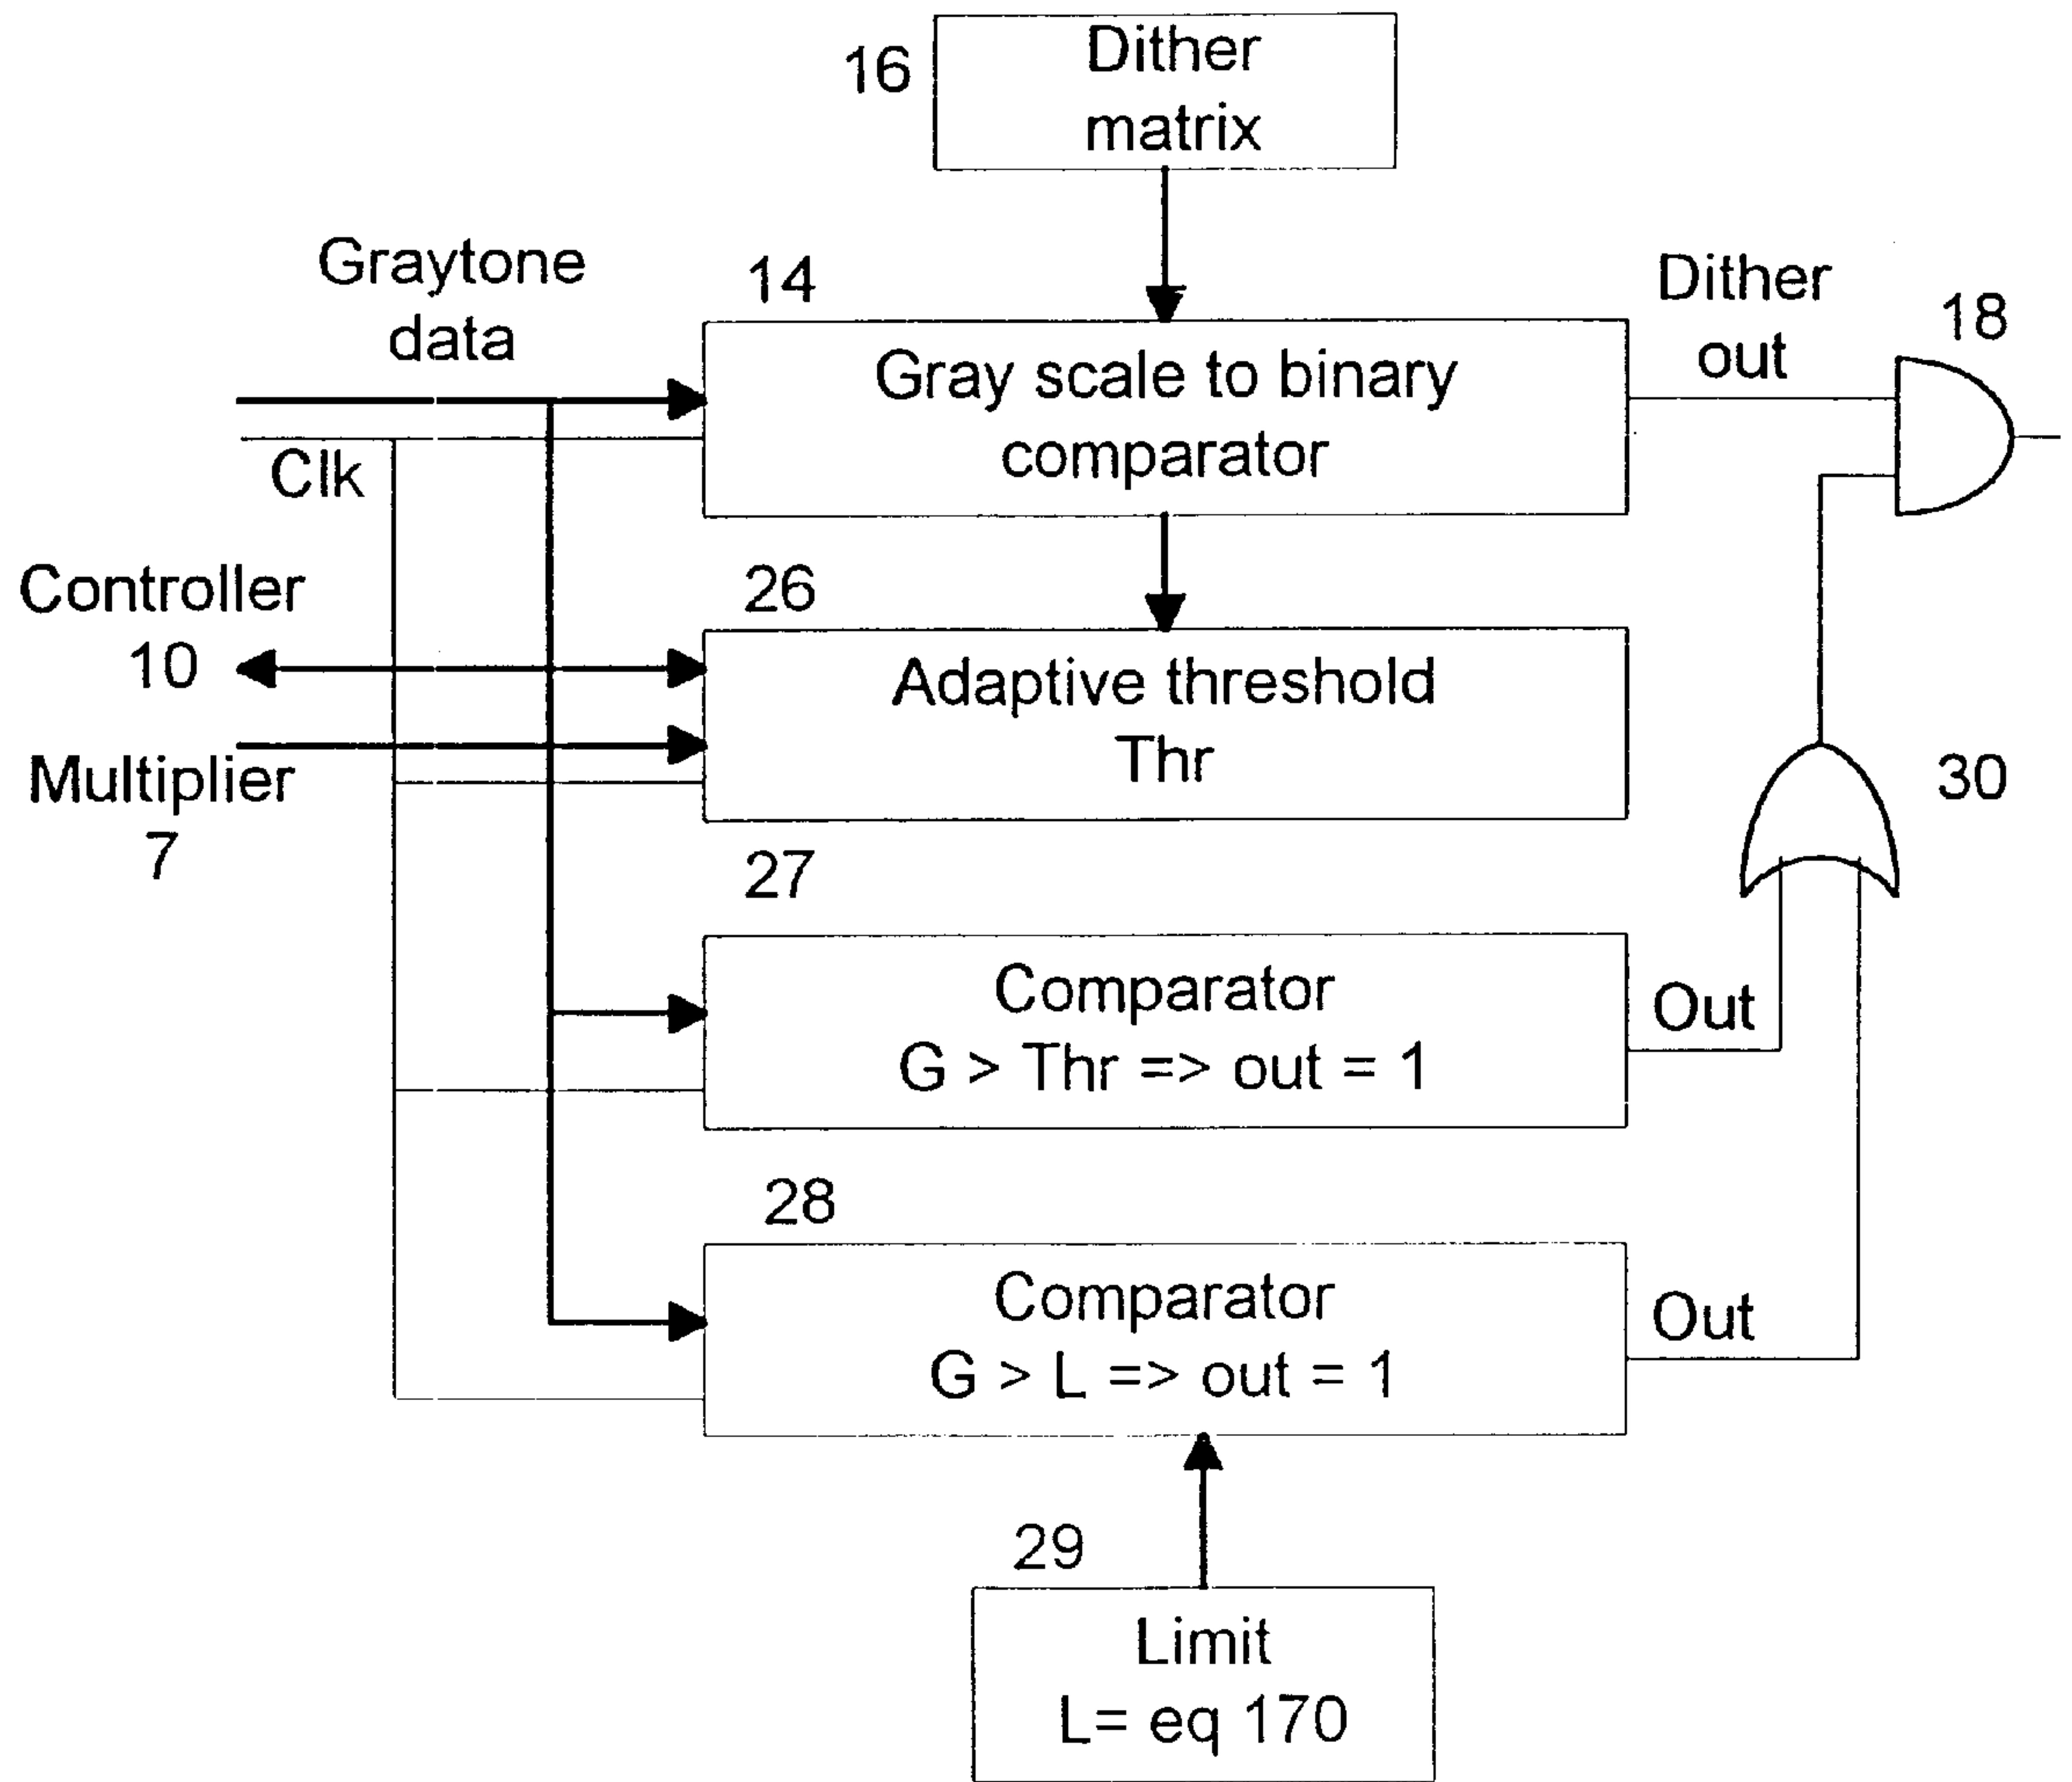 16
Dither
matrix
Graytone
data
14
Gray scale to binary
comparator
Dither
out
18
Clk
Controller
10
26
Adaptive threshold
Thr
Multiplier
7
30
27
Comparator
G > Thr => out = 1
Out
28
Comparator
G > L => out = 1
Out
29
Limit
L= eq 170